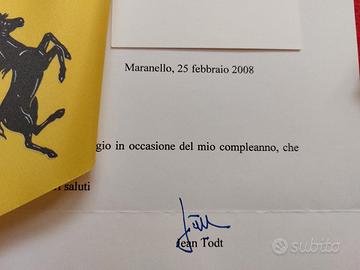 Maranello, 25 febbraio 2008
gio in occasione del mio compleanno, che
saluti
Jean Todt
subito